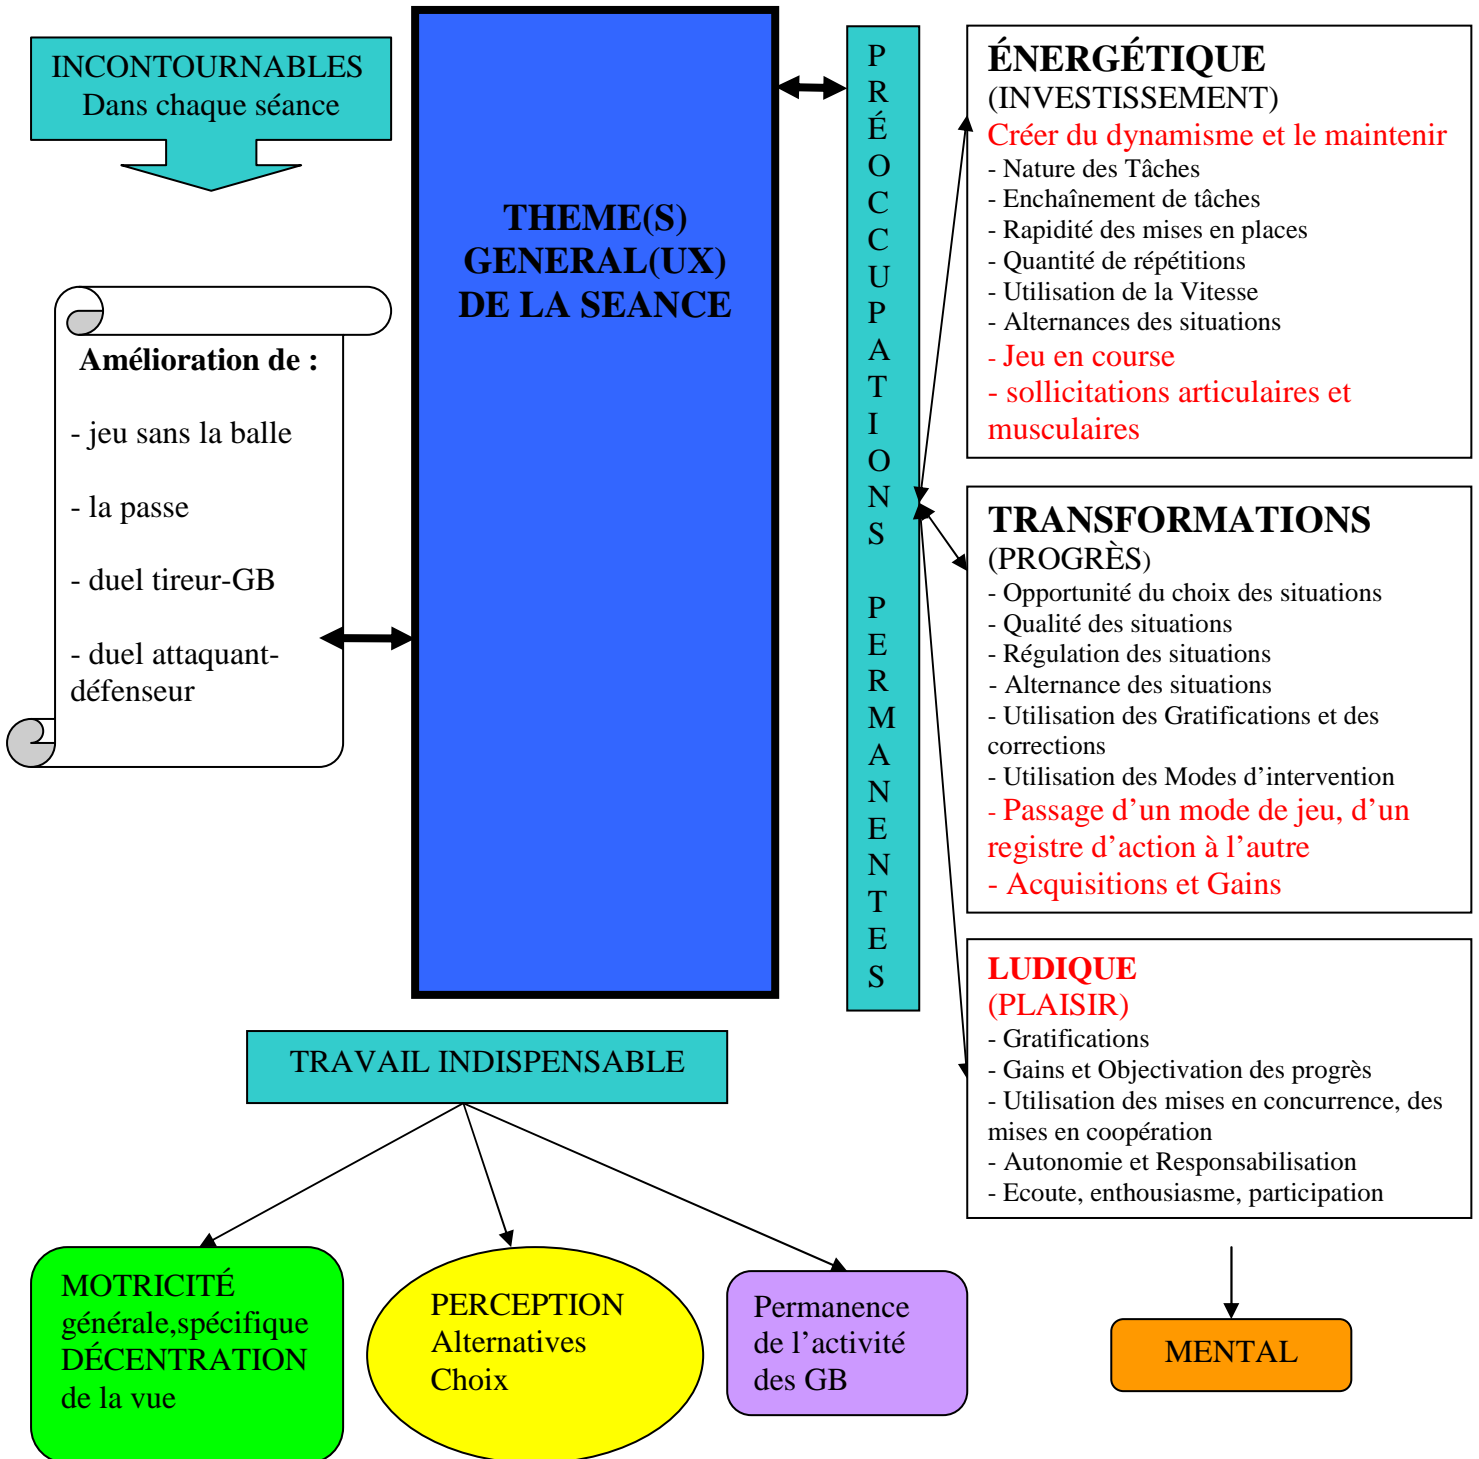 INCONTOURNABLES
Dans chaque séance
Amélioration de :
- jeu sans la balle
- la passe
- duel tireur-GB
- duel attaquant-
défenseur
THEME(S)
GENERAL(UX)
DE LA SEANCE
P
R
É
O
C
C
U
P
A
T
I
O
N
S
P
E
R
M
A
N
E
N
T
E
S
ÉNERGÉTIQUE
(INVESTISSEMENT)
Créer du dynamisme et le maintenir
- Nature des Tâches
- Enchaînement de tâches
- Rapidité des mises en places
- Quantité de répétitions
- Utilisation de la Vitesse
- Alternances des situations
- Jeu en course
- sollicitations articulaires et
musculaires
TRANSFORMATIONS
(PROGRÈS)
- Opportunité du choix des situations
- Qualité des situations
- Régulation des situations
- Alternance des situations
- Utilisation des Gratifications et des
corrections
- Utilisation des Modes d’intervention
- Passage d’un mode de jeu, d’un
registre d’action à l’autre
- Acquisitions et Gains
LUDIQUE
(PLAISIR)
- Gratifications
- Gains et Objectivation des progrès
- Utilisation des mises en concurrence, des
mises en coopération
- Autonomie et Responsabilisation
- Ecoute, enthousiasme, participation
TRAVAIL INDISPENSABLE
MOTRICITÉ
générale,spécifique
DÉCENTRATION
de la vue
PERCEPTION
Alternatives
Choix
Permanence
de l’activité
des GB
MENTAL